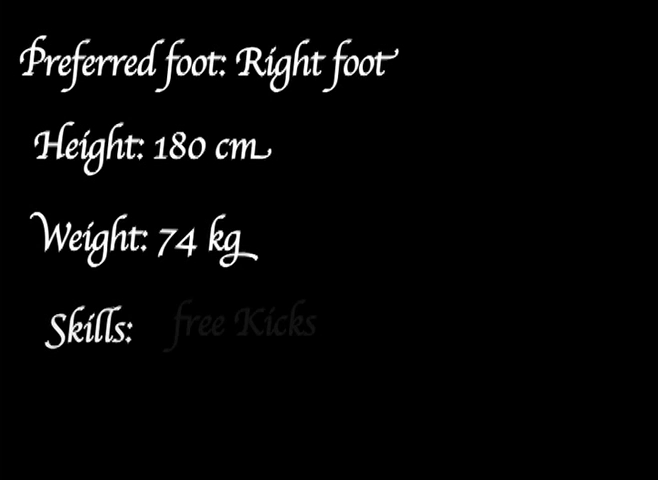 Preferred foot: Right foot
Height: 180 cm
Weight: 74 kg
Skills: free Kicks